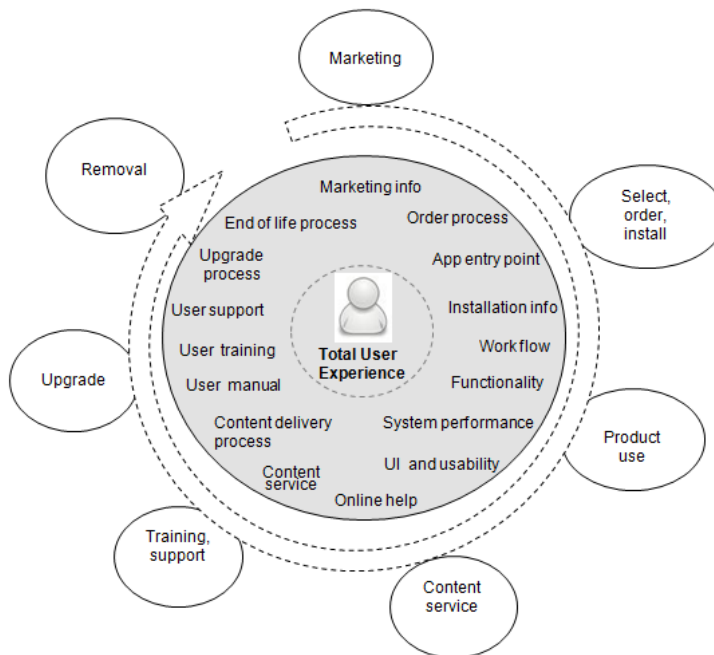 Marketing
Removal
Select,
order,
install
Marketing info
End of life process
Order process
Upgrade
process
App entry point
User support
Installation info
Total User
Experience
User training
Work flow
User manual
Functionality
Upgrade
Content delivery
process
System performance
Product
use
Content
service
UI and usability
Online help
Training,
support
Content
service